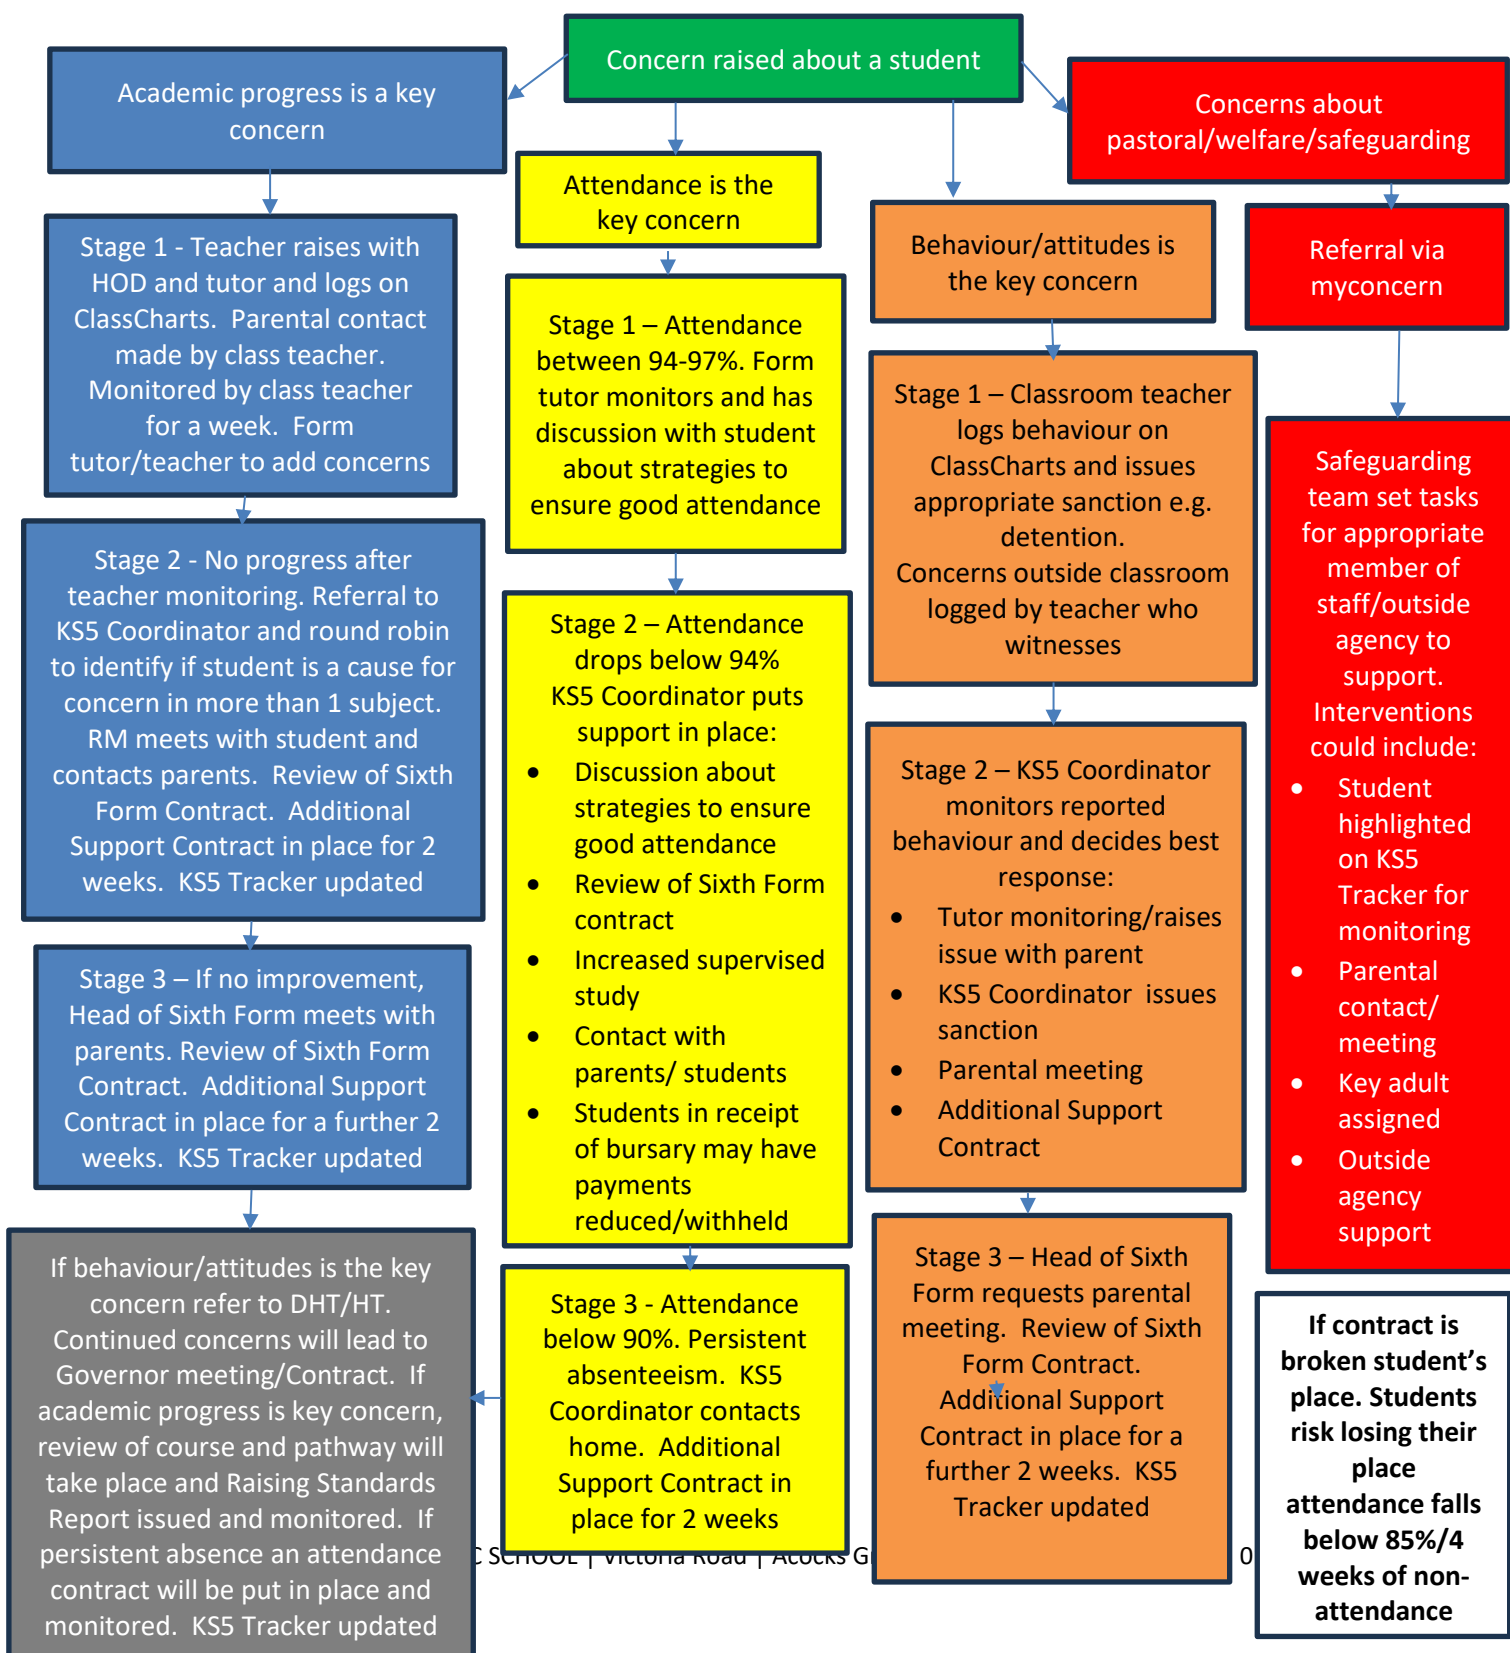 Concern raised about a student
Academic progress is a key
concern
Stage 1 - Teacher raises with
HOD and tutor and logs on
ClassCharts.  Parental contact
made by class teacher.
Monitored by class teacher
for a week.  Form
tutor/teacher to add concerns
Stage 2 - No progress after
teacher monitoring. Referral to
KS5 Coordinator and round robin
to identify if student is a cause for
concern in more than 1 subject.
RM meets with student and
contacts parents.  Review of Sixth
Form Contract.  Additional
Support Contract in place for 2
weeks.  KS5 Tracker updated
Stage 3 – If no improvement,
Head of Sixth Form meets with
parents. Review of Sixth Form
Contract.  Additional Support
Contract in place for a further 2
weeks.  KS5 Tracker updated
If behaviour/attitudes is the key
concern refer to DHT/HT.
Continued concerns will lead to
Governor meeting/Contract.  If
academic progress is key concern,
review of course and pathway will
take place and Raising Standards
Report issued and monitored.  If
persistent absence an attendance
contract will be put in place and
monitored.  KS5 Tracker updated
Attendance is the
key concern
Stage 1 – Attendance
between 94-97%. Form
tutor monitors and has
discussion with student
about strategies to
ensure good attendance
Stage 2 – Attendance
drops below 94%
KS5 Coordinator puts
support in place:
• Discussion about
strategies to ensure
good attendance
• Review of Sixth Form
contract
• Increased supervised
study
• Contact with
parents/ students
• Students in receipt
of bursary may have
payments
reduced/withheld
Stage 3 - Attendance
below 90%. Persistent
absenteeism.  KS5
Coordinator contacts
home.  Additional
Support Contract in
place for 2 weeks
Behaviour/attitudes is
the key concern
Stage 1 – Classroom teacher
logs behaviour on
ClassCharts and issues
appropriate sanction e.g.
detention.
Concerns outside classroom
logged by teacher who
witnesses
Stage 2 – KS5 Coordinator
monitors reported
behaviour and decides best
response:
• Tutor monitoring/raises
issue with parent
• KS5 Coordinator  issues
sanction
• Parental meeting
• Additional Support
Contract
Stage 3 – Head of Sixth
Form requests parental
meeting.  Review of Sixth
Form Contract.
Additional Support
Contract in place for a
further 2 weeks.  KS5
Tracker updated
Concerns about
pastoral/welfare/safeguarding
Referral via
myconcern
Safeguarding
team set tasks
for appropriate
member of
staff/outside
agency to
support.
Interventions
could include:
• Student
highlighted
on KS5
Tracker for
monitoring
• Parental
contact/
meeting
• Key adult
assigned
• Outside
agency
support
If contract is
broken student's
place. Students
risk losing their
place
attendance falls
below 85%/4
weeks of non-
attendance
SCHOOL | Victoria Road | Acocks